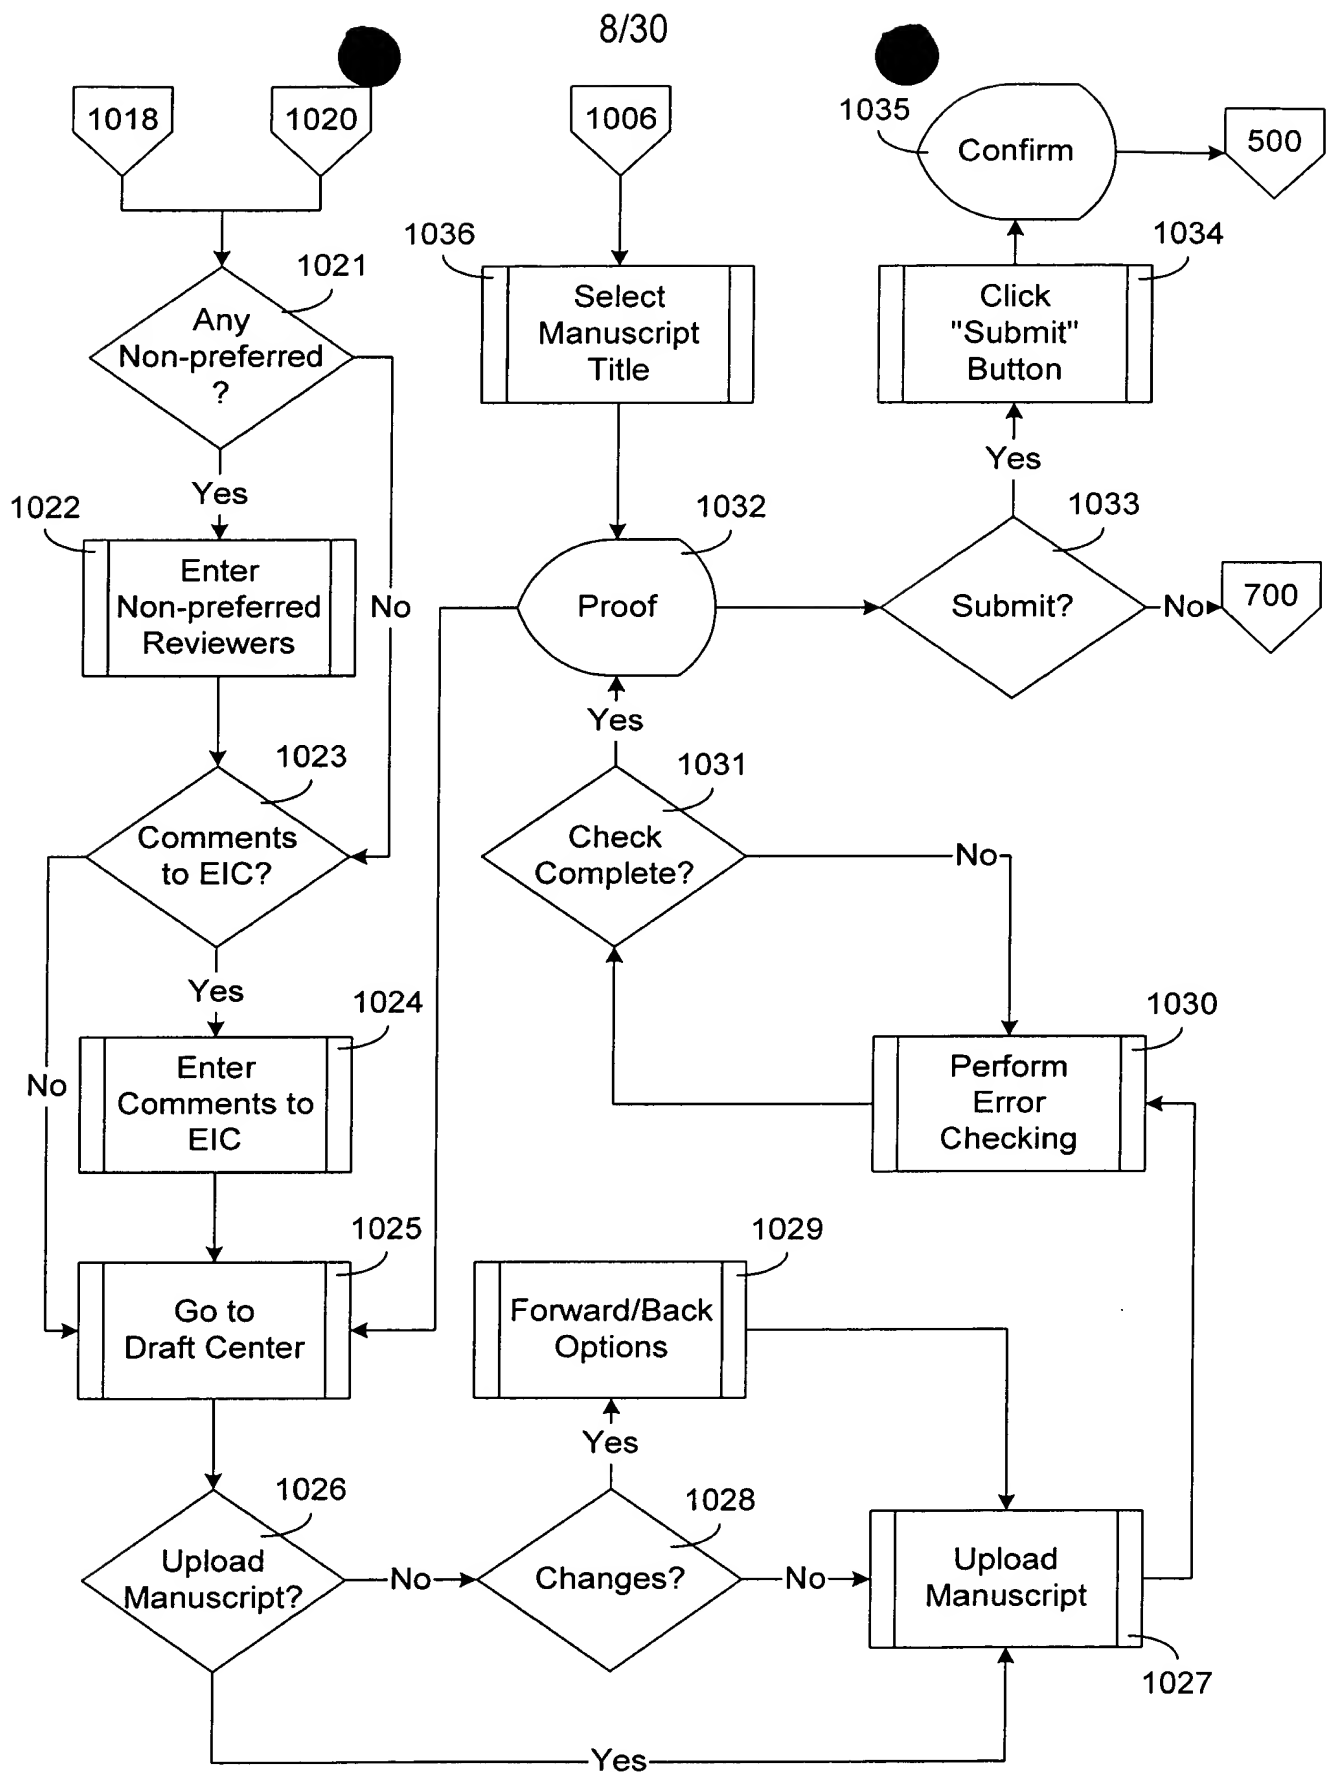 8/30
1018
1020
1006
1035
Confirm
500
1021
Any
Non-preferred
?
No
Yes
1022
Enter
Non-preferred
Reviewers
1023
Comments
to EIC?
No
Yes
1024
Enter
Comments to
EIC
1025
Go to
Draft Center
1026
Upload
Manuscript?
No
Yes
1036
Select
Manuscript
Title
1032
Proof
Yes
1031
Check
Complete?
No
1034
Click
"Submit"
Button
Yes
1033
Submit?
No
700
1030
Perform
Error
Checking
1029
Forward/Back
Options
Yes
1028
Changes?
No
Upload
Manuscript
1027